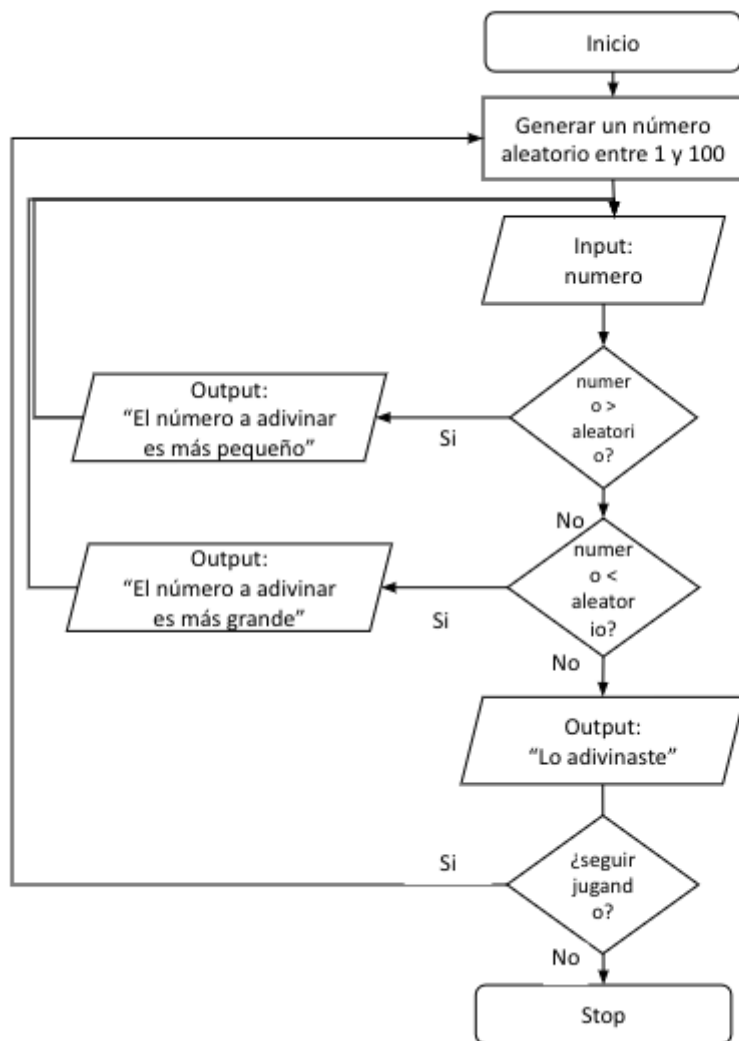 Inicio
Generar un número
aleatorio entre 1 y 100
Input:
numero
numer
o >
aleatori
o?
Si
Output:
“El número a adivinar
es más pequeño”
No
numer
o <
aleator
io?
Si
Output:
“El número a adivinar
es más grande”
No
Output:
“Lo adivinaste”
¿seguir
jugand
o?
Si
No
Stop